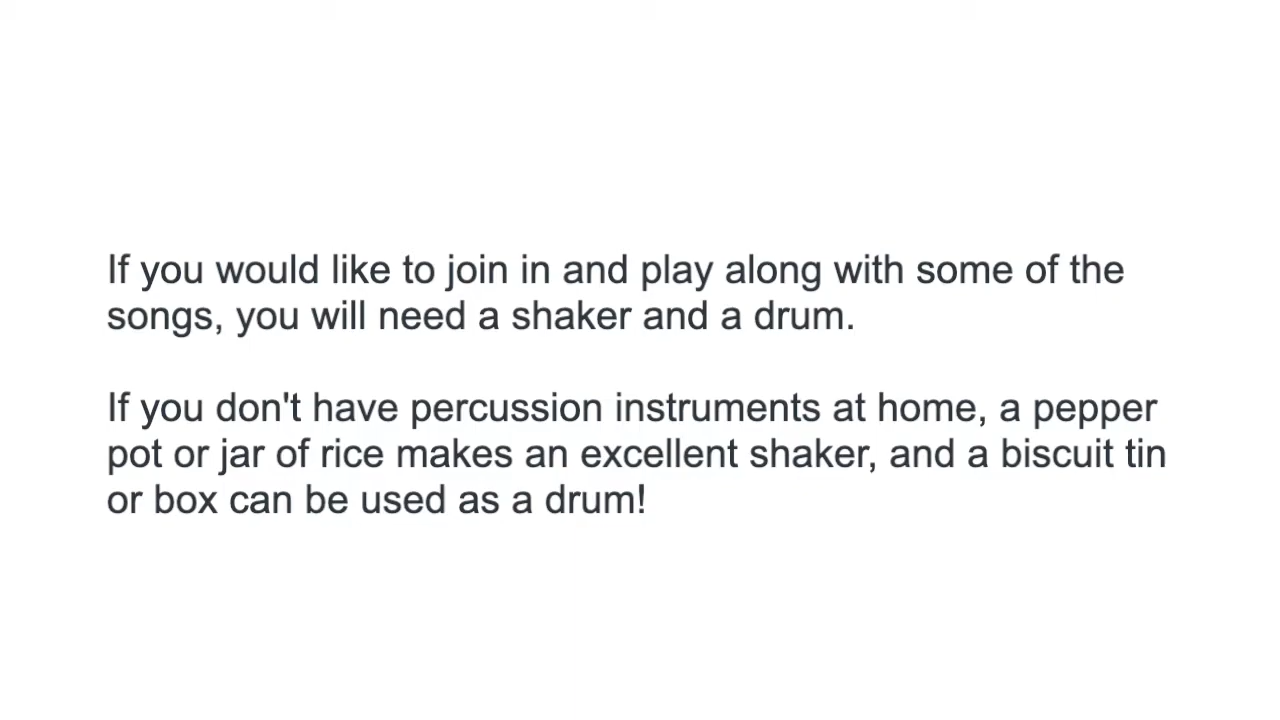 If you would like to join in and play along with some of the
songs, you will need a shaker and a drum.
If you don't have percussion instruments at home, a pepper
pot or jar of rice makes an excellent shaker, and a biscuit tin
or box can be used as a drum!